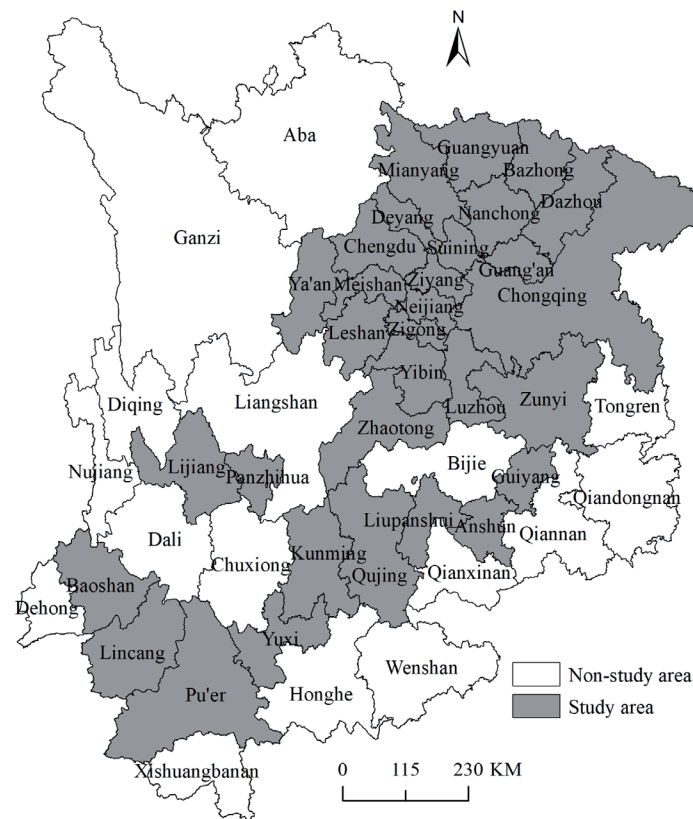 N
Aba
Guangyuan
Mianyang
Bazhong
Dazhou
Deyang
Nanchong
Ganzi
Chengdu
Suining
Guang'an
Ya'an
Meishan
Ziyang
Chongqing
Neijiang
Leshan
Zigong
Yibin
Diqing
Liangshan
Luzhou
Zunyi
Tongren
Zhaotong
Nujiang
Lijiang
Panzhihua
Bijie
Guiyang
Qiandongnan
Dali
Liupanshui
Anshun
Qiannan
Chuxiong
Kunming
Baoshan
Qujing
Qianxinan
Dehong
Lincang
Yuxi
Wenshan
Pu'er
Honghe
Non-study area
Study area
Xishuangbanan
0 115 230 KM